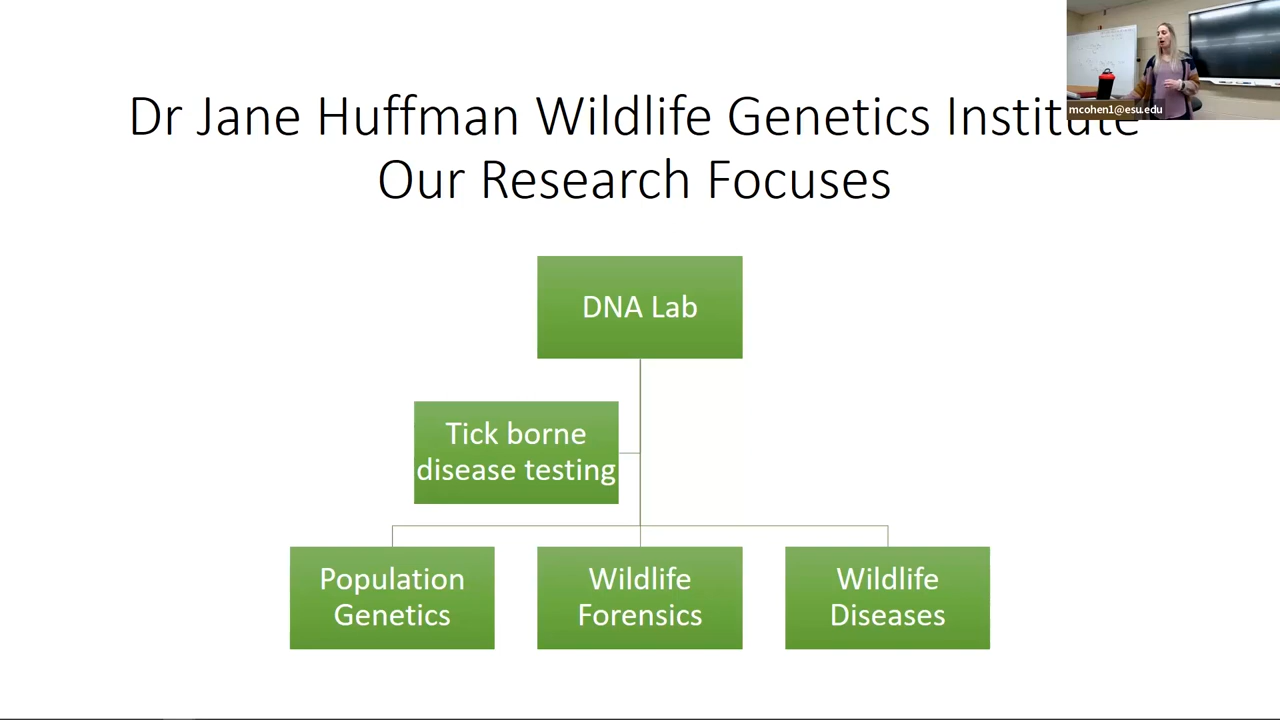 Dr Jane Huffman Wildlife Genetics Institute
Our Research Focuses
mcohen1@esu.edu
DNA Lab
Tick borne
disease testing
Population
Genetics
Wildlife
Forensics
Wildlife
Diseases